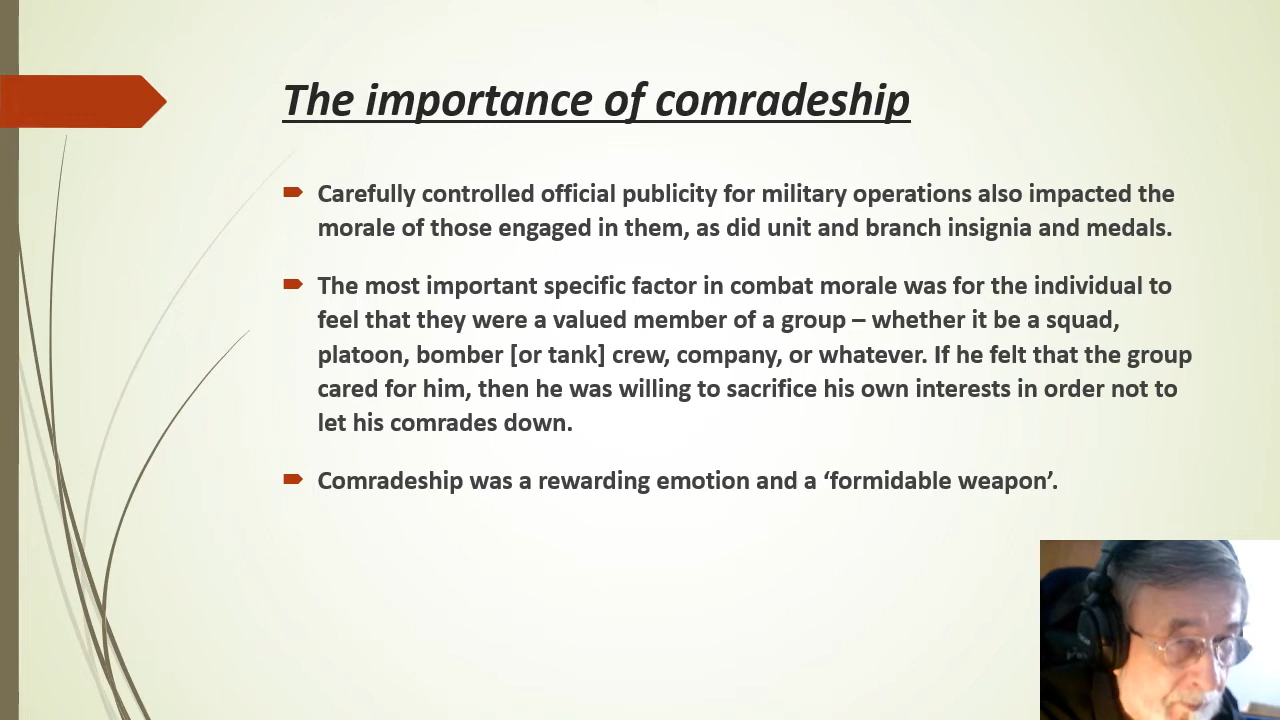 The importance of comradeship
Carefully controlled official publicity for military operations also impacted the
morale of those engaged in them, as did unit and branch insignia and medals.
The most important specific factor in combat morale was for the individual to
feel that they were a valued member of a group – whether it be a squad,
platoon, bomber [or tank] crew, company, or whatever. If he felt that the group
cared for him, then he was willing to sacrifice his own interests in order not to
let his comrades down.
Comradeship was a rewarding emotion and a ‘formidable weapon’.